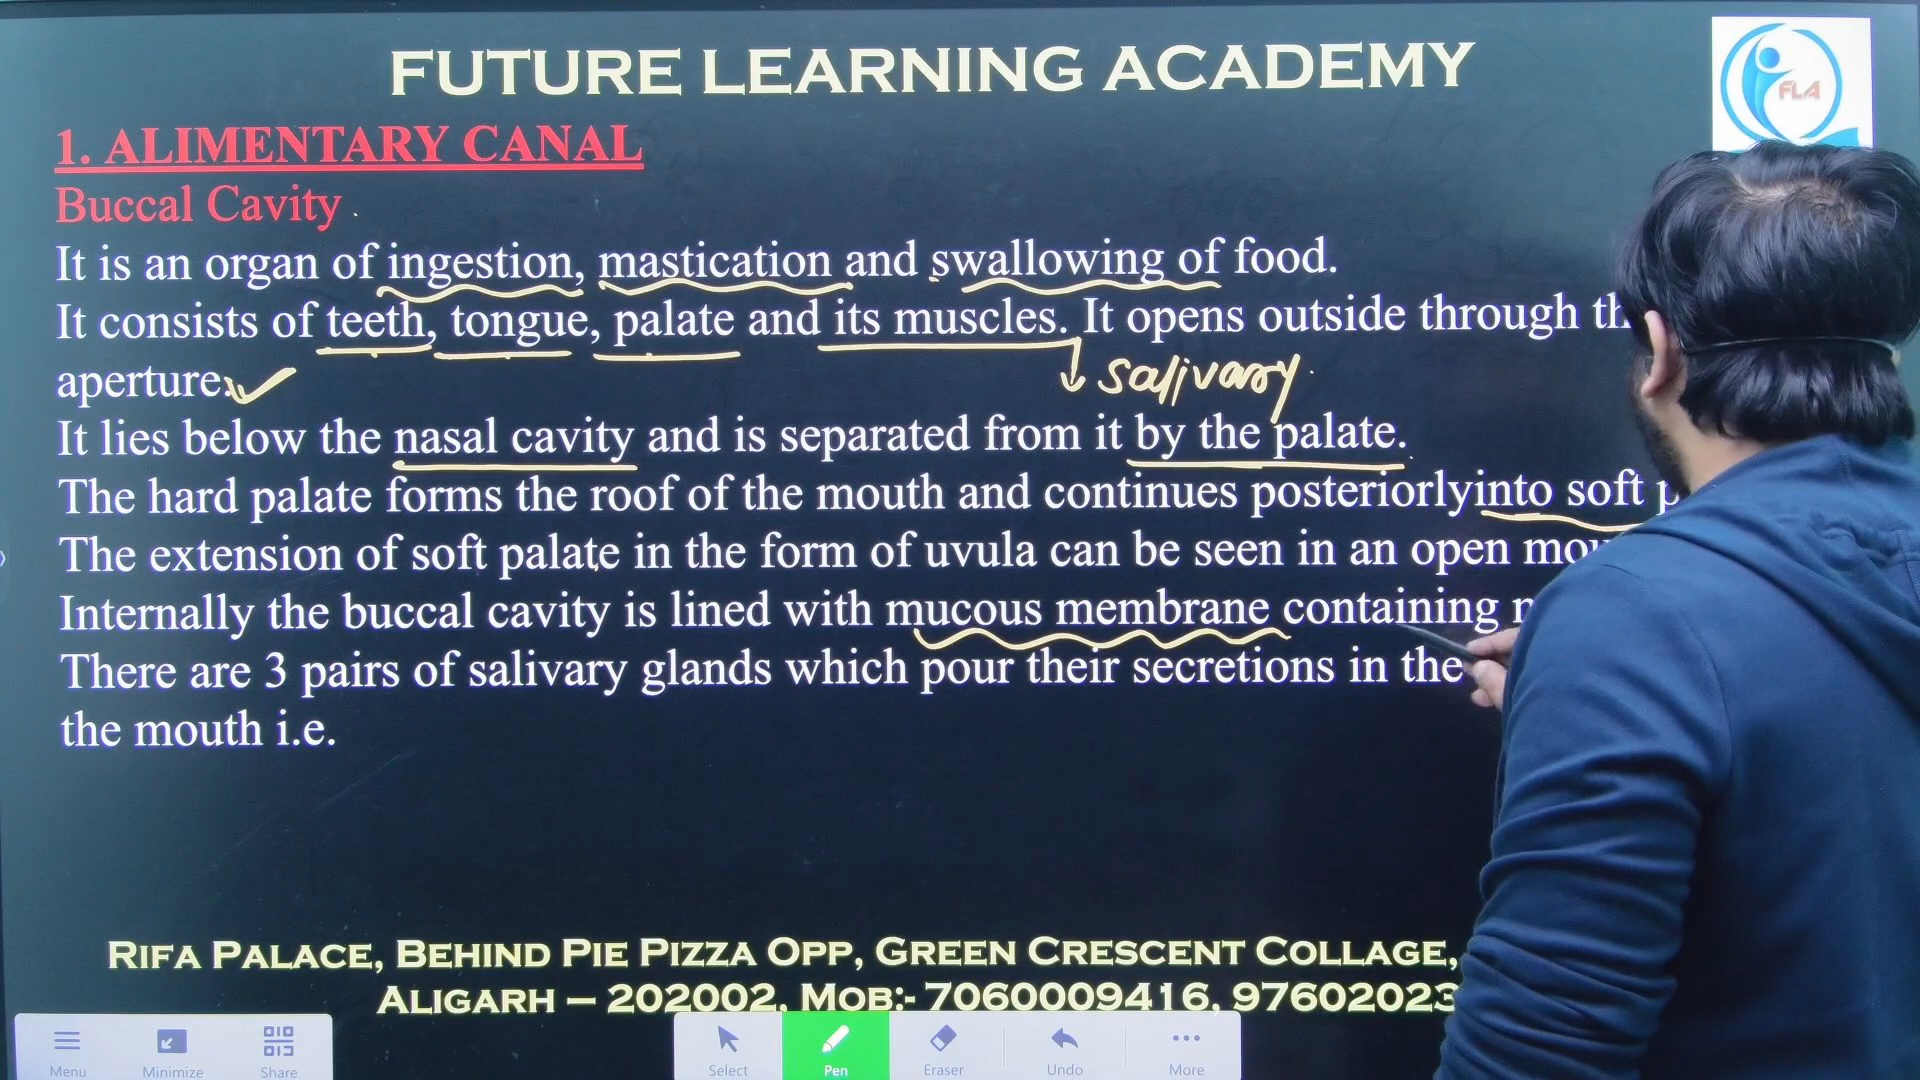 FUTURE LEARNING ACADEMY
FLA
1. ALIMENTARY CANAL
Buccal Cavity
It is an organ of ingestion, mastication and swallowing of food.
It consists of teeth, tongue, palate and its muscles. It opens outside through
aperture.
salivary
It lies below the nasal cavity and is separated from it by the palate.
The hard palate forms the roof of the mouth and continues posteriorlyinto soft
The extension of soft palate in the form of uvula can be seen in an open
Internally the buccal cavity is lined with mucous membrane containing
There are 3 pairs of salivary glands which pour their secretions in the
the mouth i.e.
RIFA PALACE, BEHIND PIE PIZZA OPP, GREEN CRESCENT COLLAGE,
ALIGARH – 202002, MOB:- 7060009416, 97602023
Menu Minimize Share Select Pen Eraser Undo More